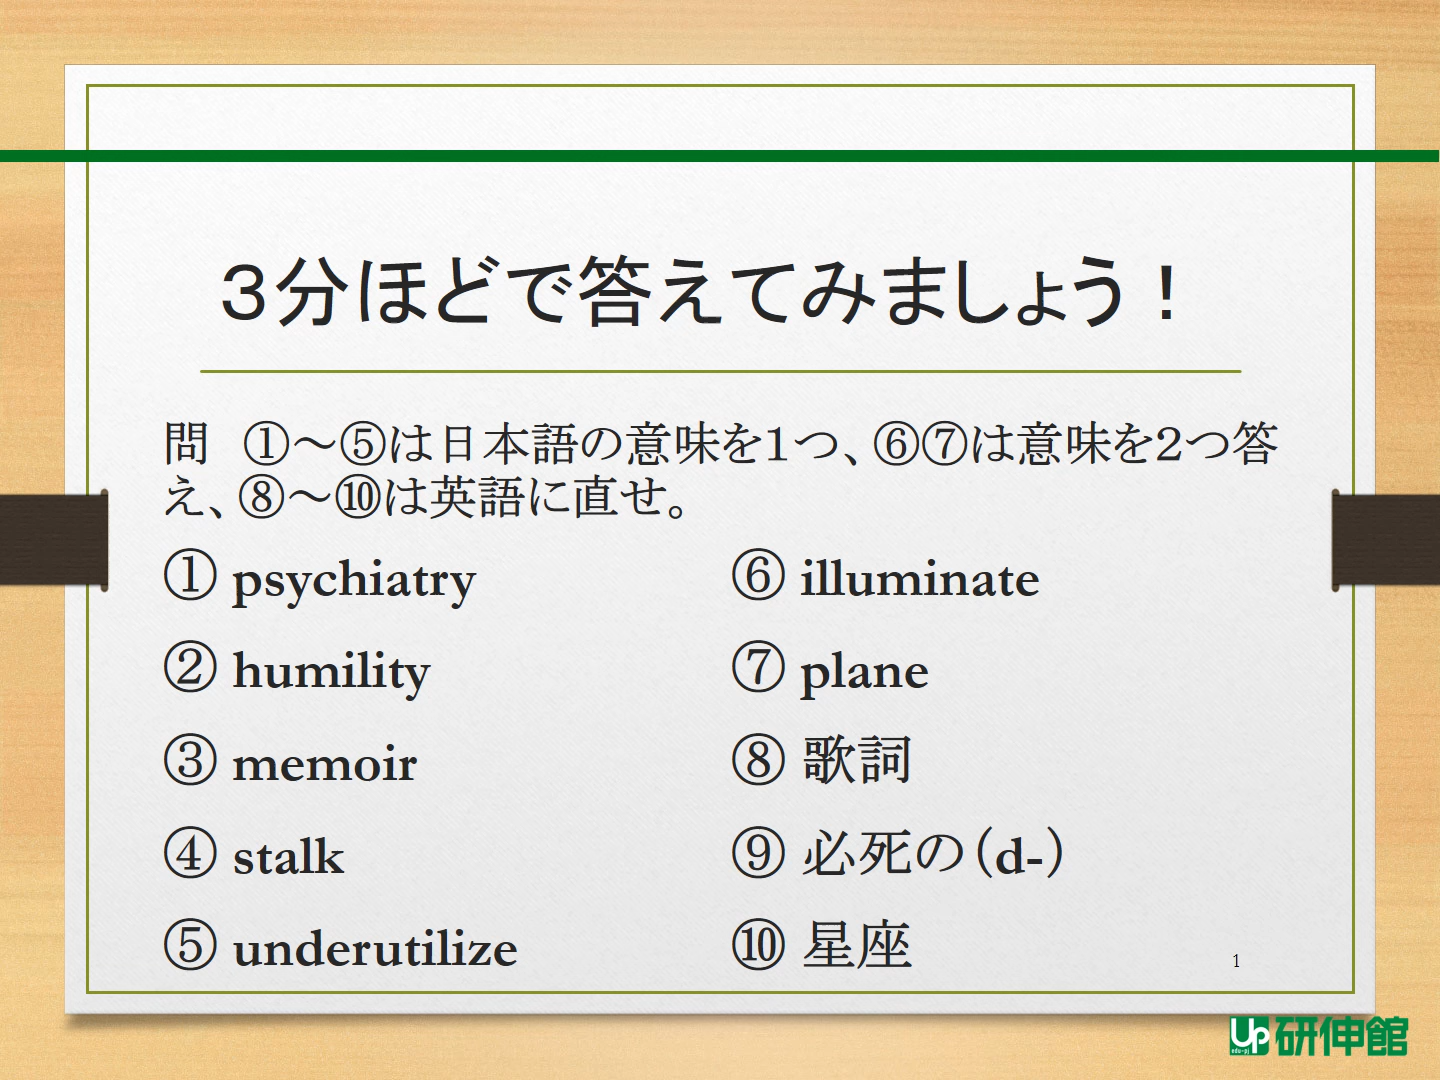 ３分ほどで答えてみましょう！
問　①～⑤は日本語の意味を1つ、⑥⑦は意味を2つ答
え、⑧～⑩は英語に直せ。
① psychiatry
② humility
③ memoir
④ stalk
⑤ underutilize
⑥ illuminate
⑦ plane
⑧ 歌詞
⑨ 必死の（d-）
⑩ 星座
1
Up 研伸館
edu-pj